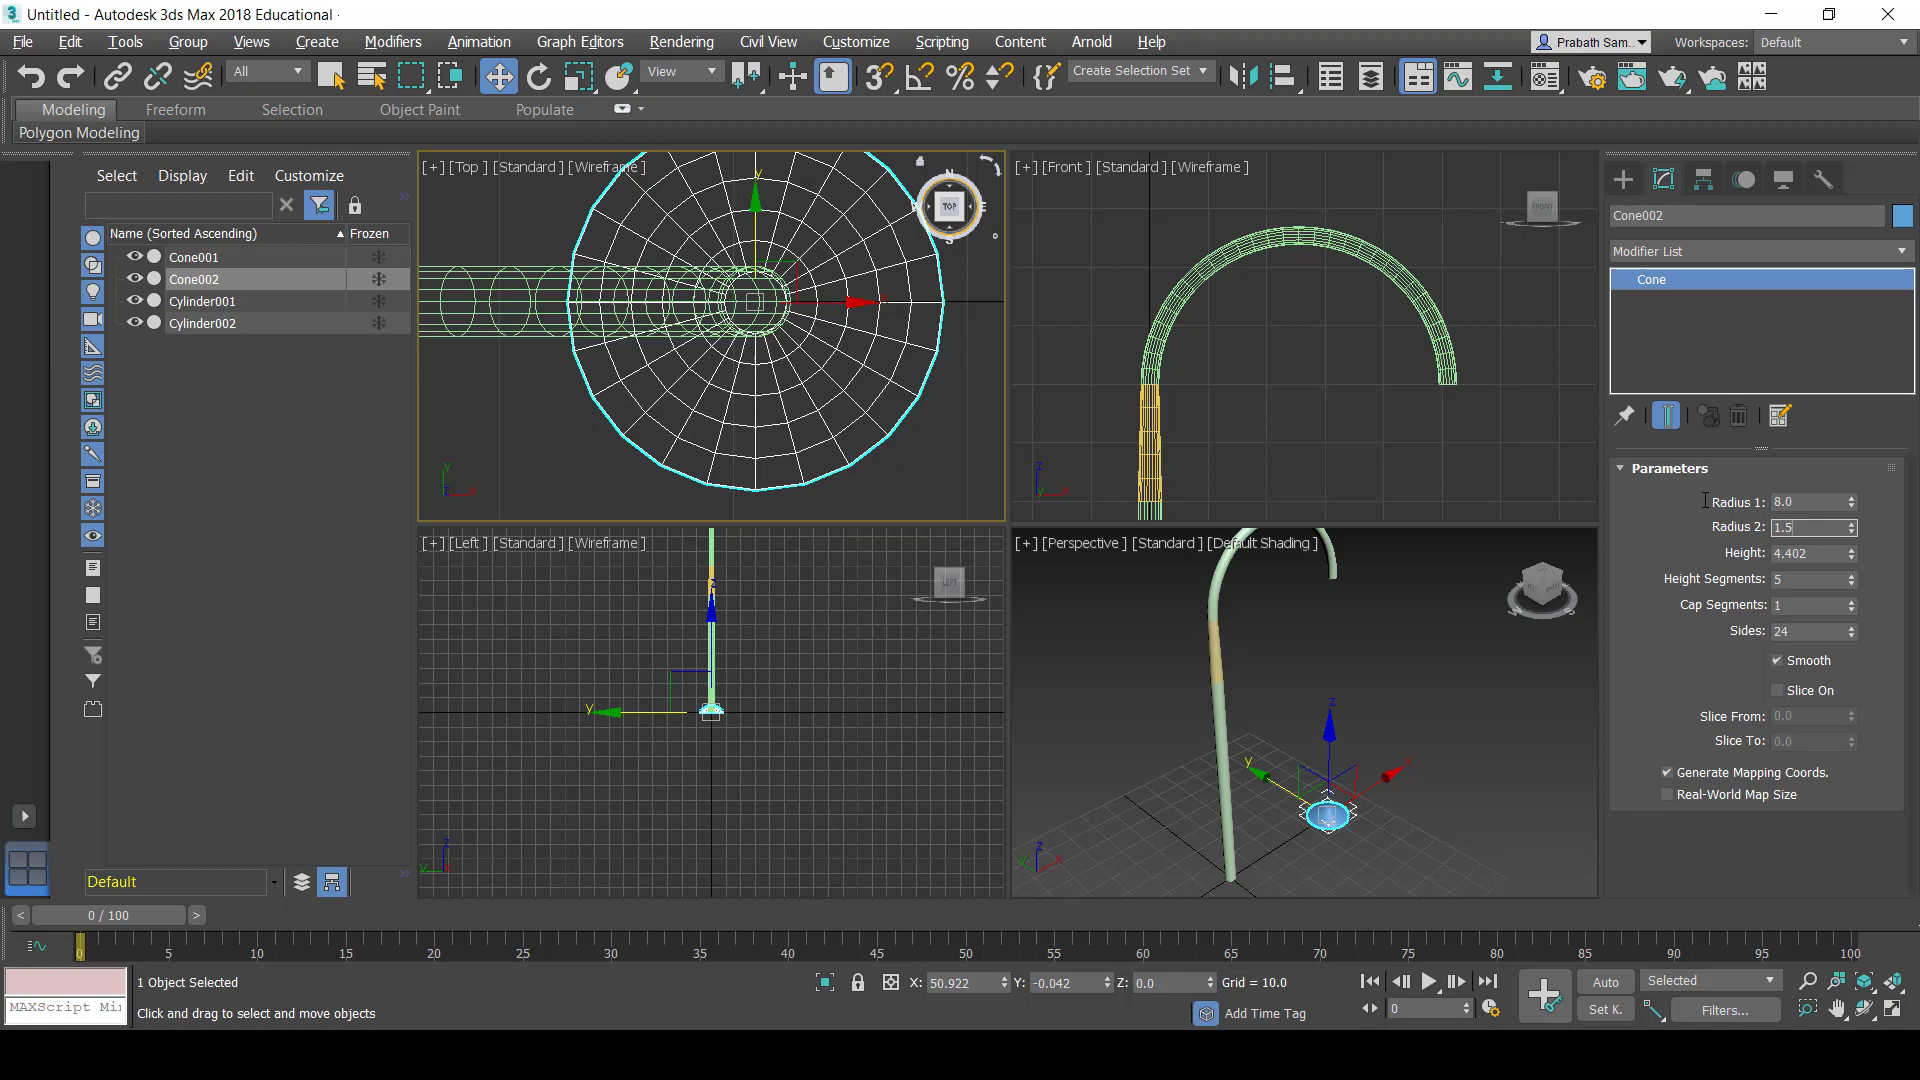 Untitled - Autodesk 3ds Max 2018 Educational -
File Edit Tools Group Views Create Modifiers Animation Graph Editors Rendering Civil View Customize Scripting Content Arnold Help Prabath Sam.. Workspaces: Default
All View Create Selection Set
Modeling Freeform Selection Object Paint Populate
Polygon Modeling
Select Display Edit Customize
Name (Sorted Ascending) Frozen
Cone001
Cone002
Cylinder001
Cylinder002
Default
[+] [Top ] [Standard ] [Wireframe ]
TOP
[+] [Front ] [Standard ] [Wireframe ]
FRONT
[+] [Left ] [Standard ] [Wireframe ]
LEFT
[+] [Perspective ] [Standard ] [Default Shading ]
Cone002
Modifier List
Cone
Parameters
Radius 1: 8.0
Radius 2: 1.5
Height: 4.402
Height Segments: 5
Cap Segments: 1
Sides: 24
Smooth
Slice On
Slice From: 0.0
Slice To: 0.0
Generate Mapping Coords.
Real-World Map Size
< 0 / 100 >
0 5 10 15 20 25 30 35 40 45 50 55 60 65 70 75 80 85 90 95 100
1 Object Selected X: 50.922 Y: -0.042 Z: 0.0 Grid = 10.0 Auto Selected
MAXScript Mi
Click and drag to select and move objects Add Time Tag 0 Set K. Filters...